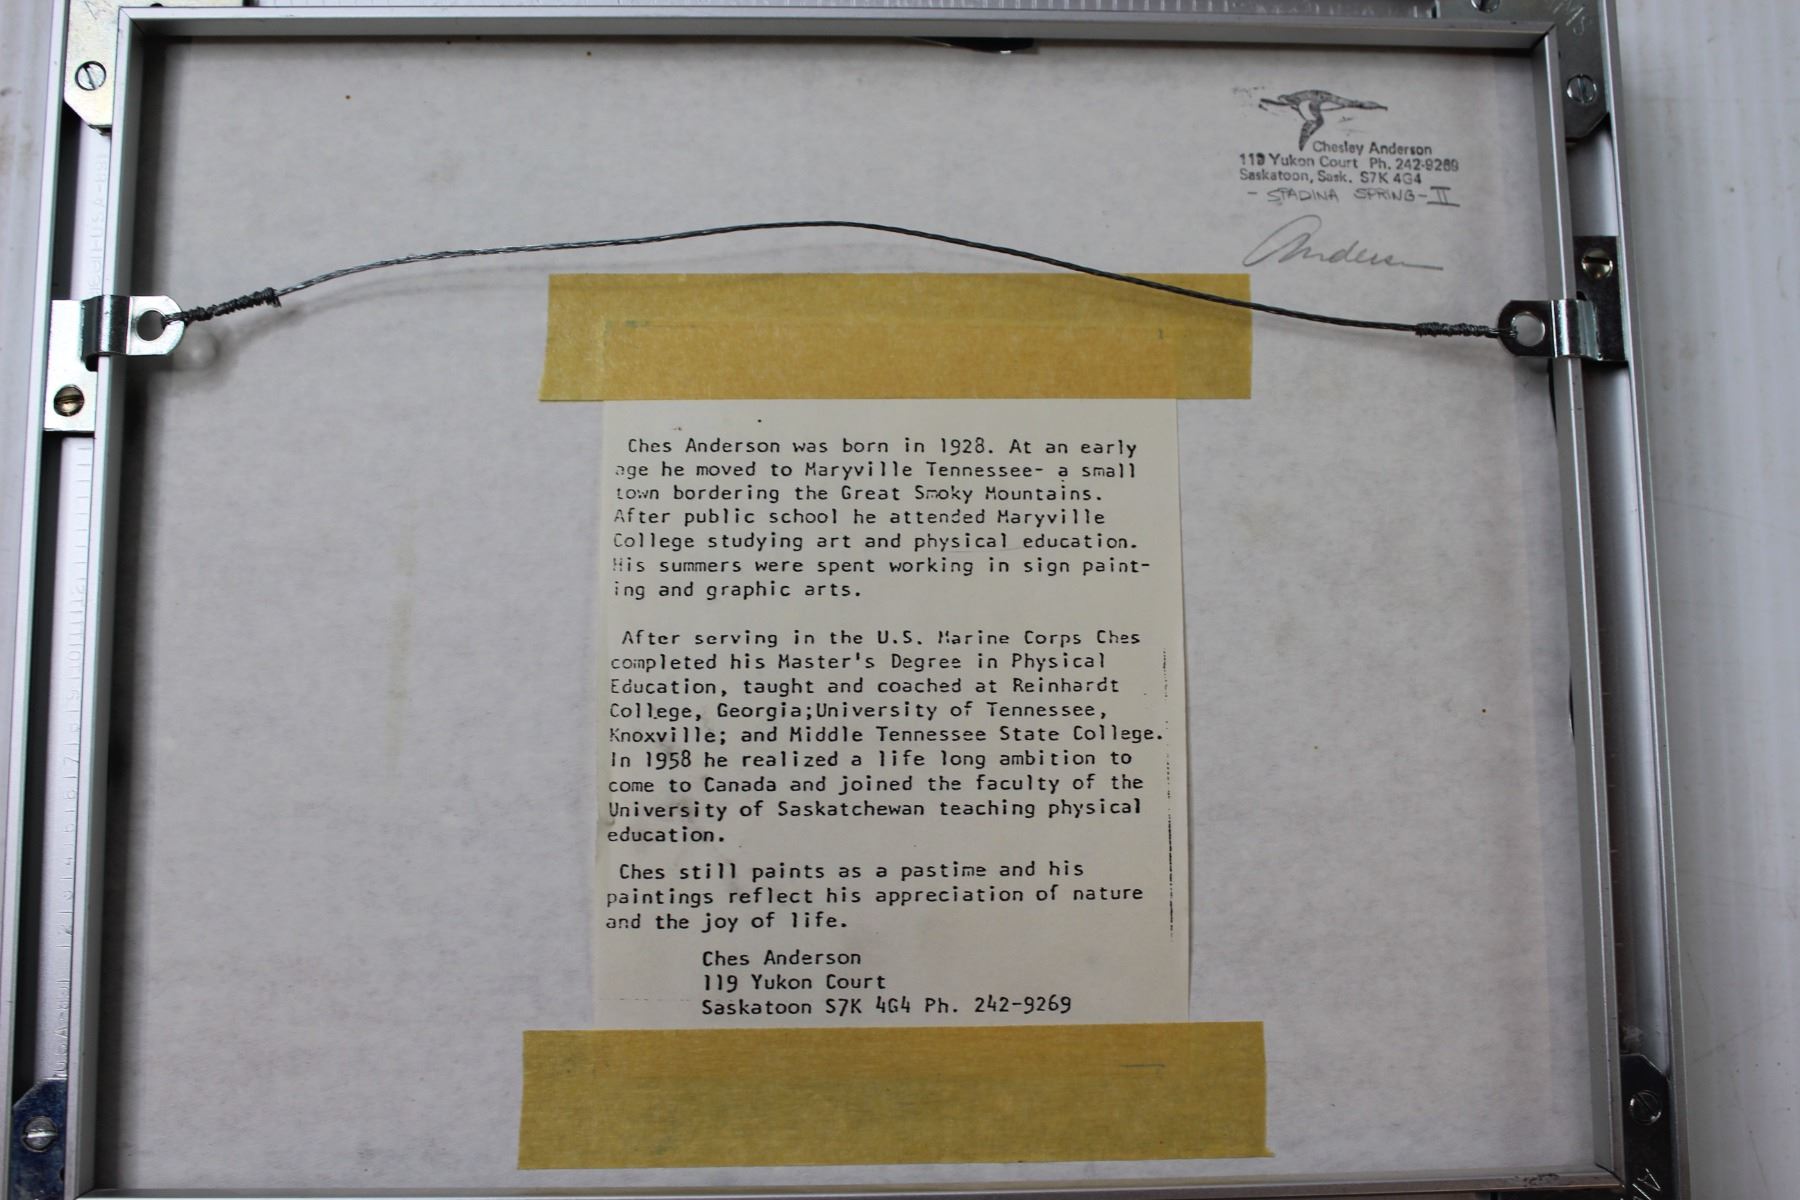 Chesley Anderson
119 Yukon Court Ph. 242-9269
Saskatoon, Sask. S7K 4G4
- SPADINA SPRING - II
Anderson
Ches Anderson was born in 1928. At an early
age he moved to Maryville Tennessee- a small
town bordering the Great Smoky Mountains.
After public school he attended Maryville
College studying art and physical education.
His summers were spent working in sign paint-
ing and graphic arts.
After serving in the U.S. Marine Corps Ches
completed his Master's Degree in Physical
Education, taught and coached at Reinhardt
College, Georgia;University of Tennessee,
Knoxville; and Middle Tennessee State College.
In 1958 he realized a life long ambition to
come to Canada and joined the faculty of the
University of Saskatchewan teaching physical
education.
Ches still paints as a pastime and his
paintings reflect his appreciation of nature
and the joy of life.
Ches Anderson
119 Yukon Court
Saskatoon S7K 4G4 Ph. 242-9269